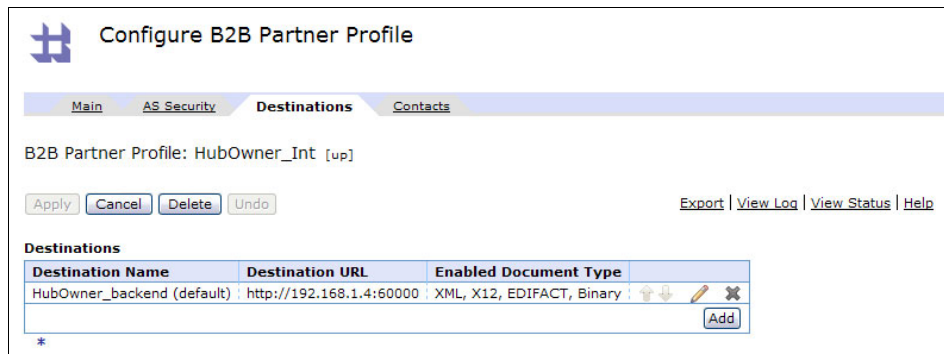 Configure B2B Partner Profile
Main AS Security Destinations Contacts
B2B Partner Profile: HubOwner_Int [up]
Apply Cancel Delete Undo Export | View Log | View Status | Help
Destinations
Destination Name Destination URL Enabled Document Type
HubOwner_backend (default) http://192.168.1.4:60000 XML, X12, EDIFACT, Binary
Add
*